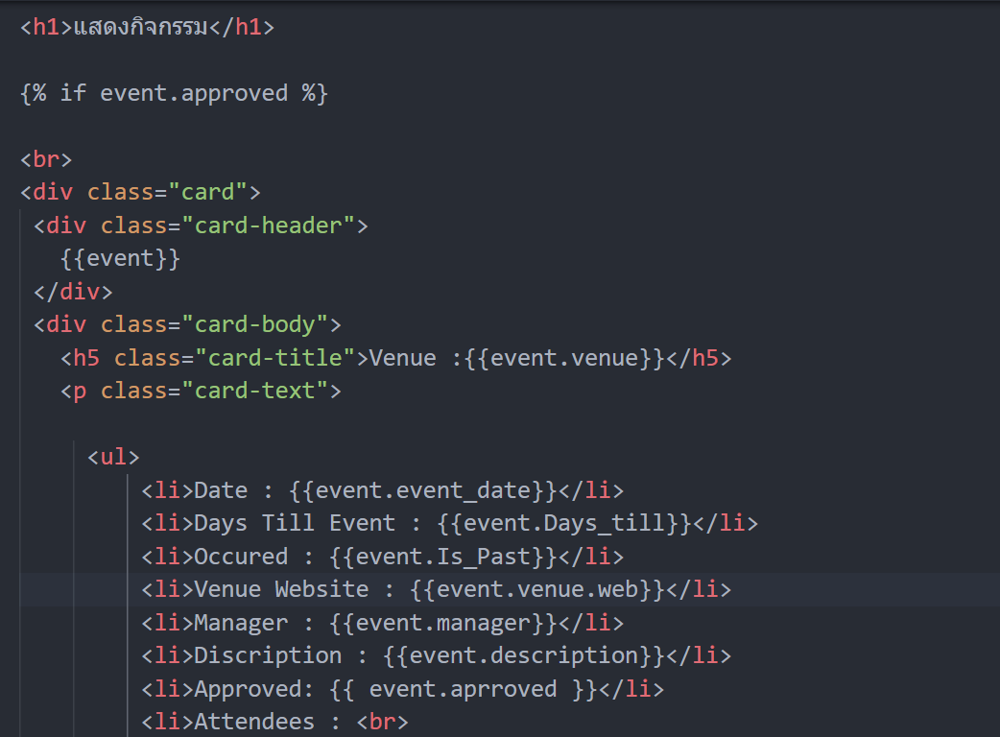 <h1>แสดงกิจกรรม</h1>
{% if event.approved %}
<br>
<div class="card">
<div class="card-header">
{{event}}
</div>
<div class="card-body">
<h5 class="card-title">Venue :{{event.venue}}</h5>
<p class="card-text">
<ul>
<li>Date : {{event.event_date}}</li>
<li>Days Till Event : {{event.Days_till}}</li>
<li>Occured : {{event.Is_Past}}</li>
<li>Venue Website : {{event.venue.web}}</li>
<li>Manager : {{event.manager}}</li>
<li>Discription : {{event.description}}</li>
<li>Approved: {{ event.aprroved }}</li>
<li>Attendees : <br>